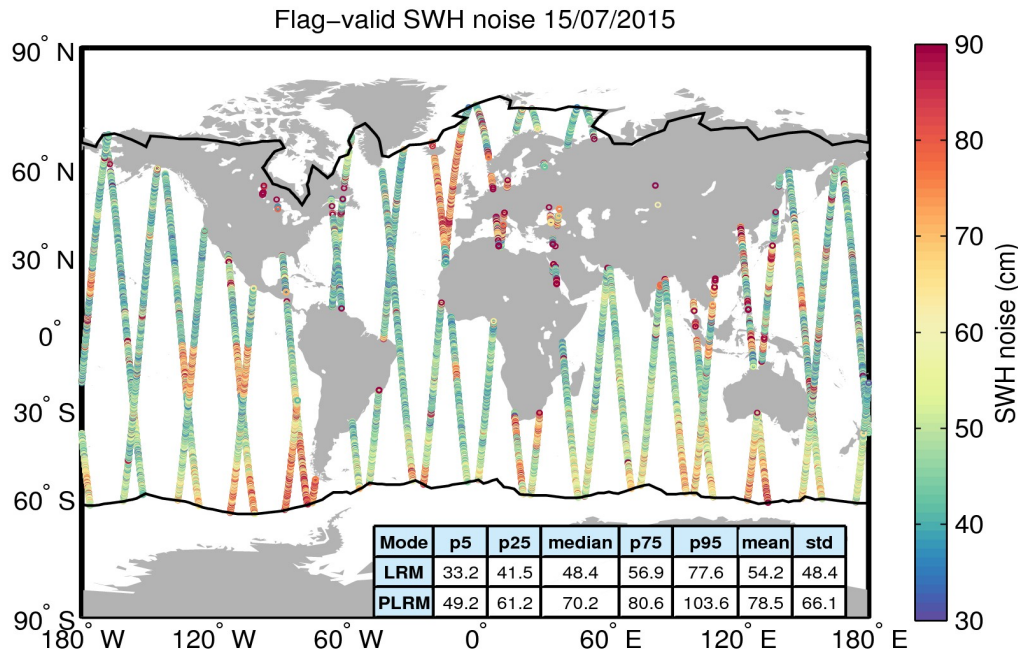 Flag−valid SWH noise 15/07/2015
90° N
60° N
30° N
0°
30° S
60° S
90° S
180° W
120° W
60° W
0°
60° E
120° E
180° E
Mode p5 p25 median p75 p95 mean std
LRM 33.2 41.5 48.4 56.9 77.6 54.2 48.4
PLRM 49.2 61.2 70.2 80.6 103.6 78.5 66.1
90
80
70
60
50
40
30
SWH noise (cm)